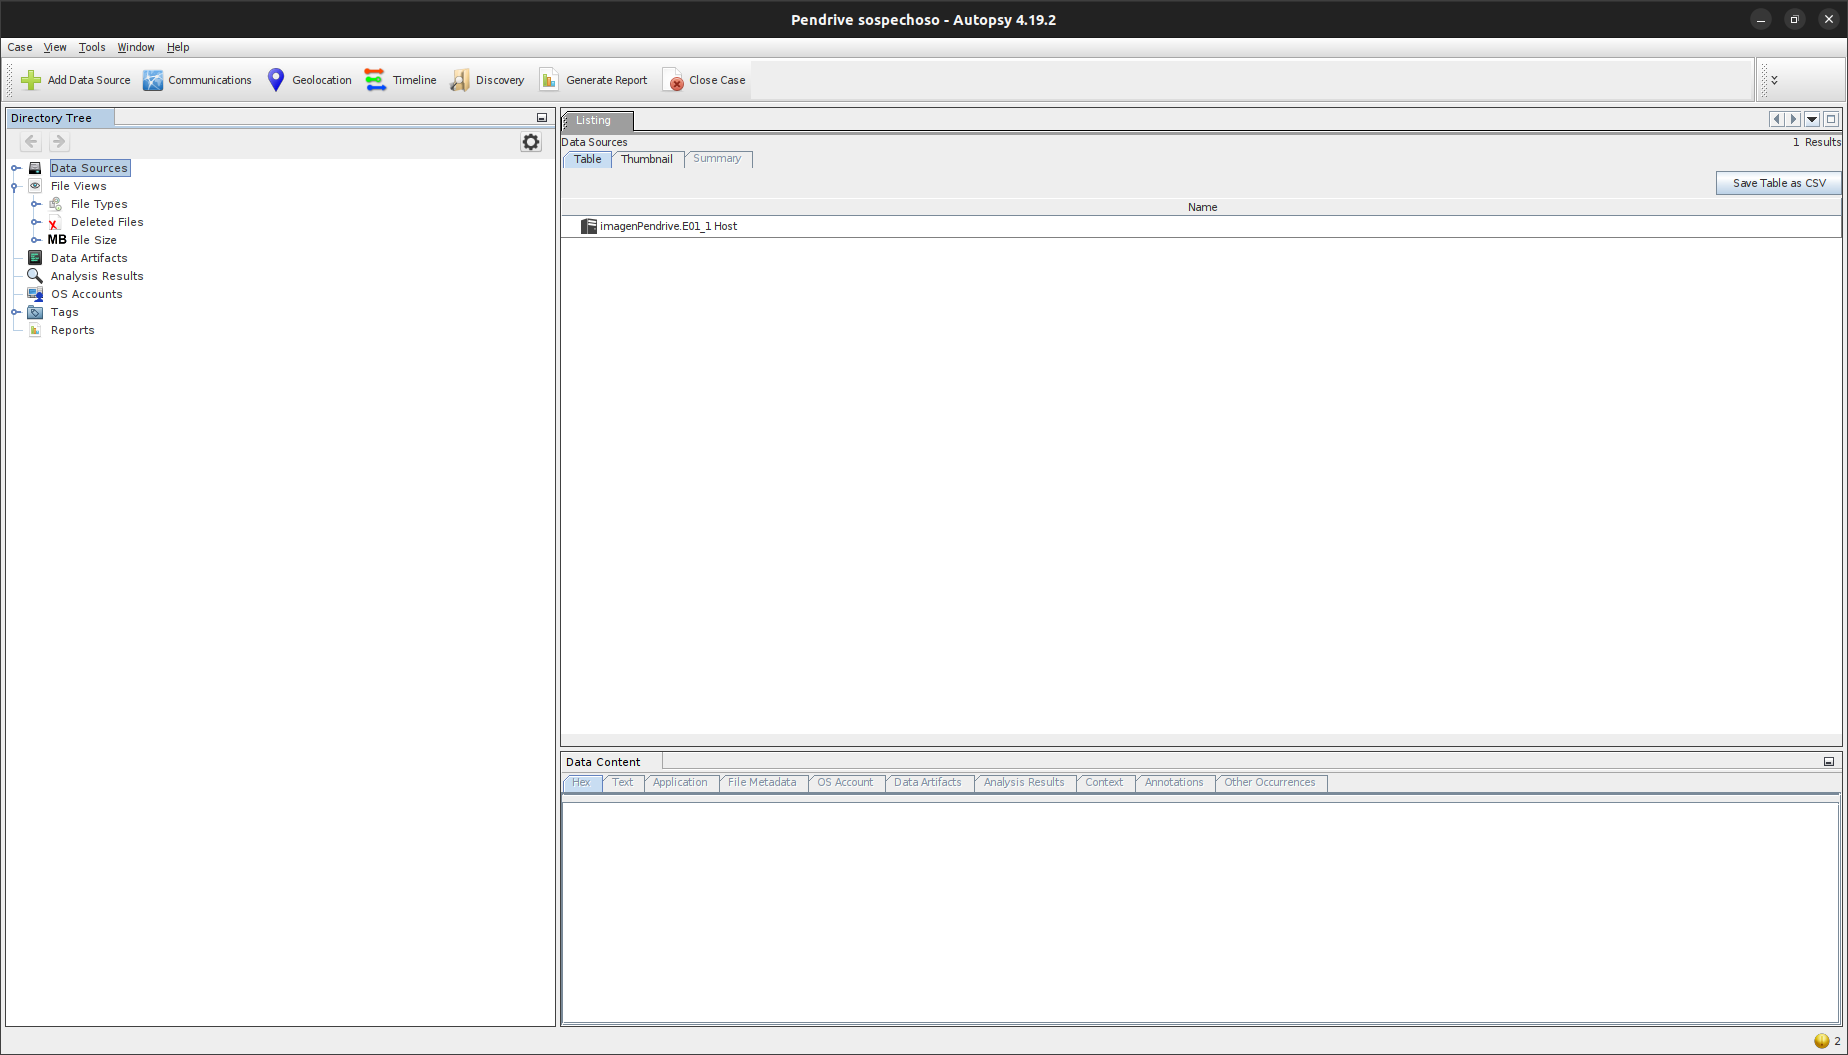 Pendrive sospechoso - Autopsy 4.19.2
Case View Tools Window Help
Add Data Source Communications Geolocation Timeline Discovery Generate Report Close Case
Directory Tree
Data Sources
File Views
File Types
Deleted Files
MB File Size
Data Artifacts
Analysis Results
OS Accounts
Tags
Reports
Listing
Data Sources
1 Results
Table Thumbnail Summary
Save Table as CSV
Name
imagenPendrive.E01_1 Host
Data Content
Hex Text Application File Metadata OS Account Data Artifacts Analysis Results Context Annotations Other Occurrences
2